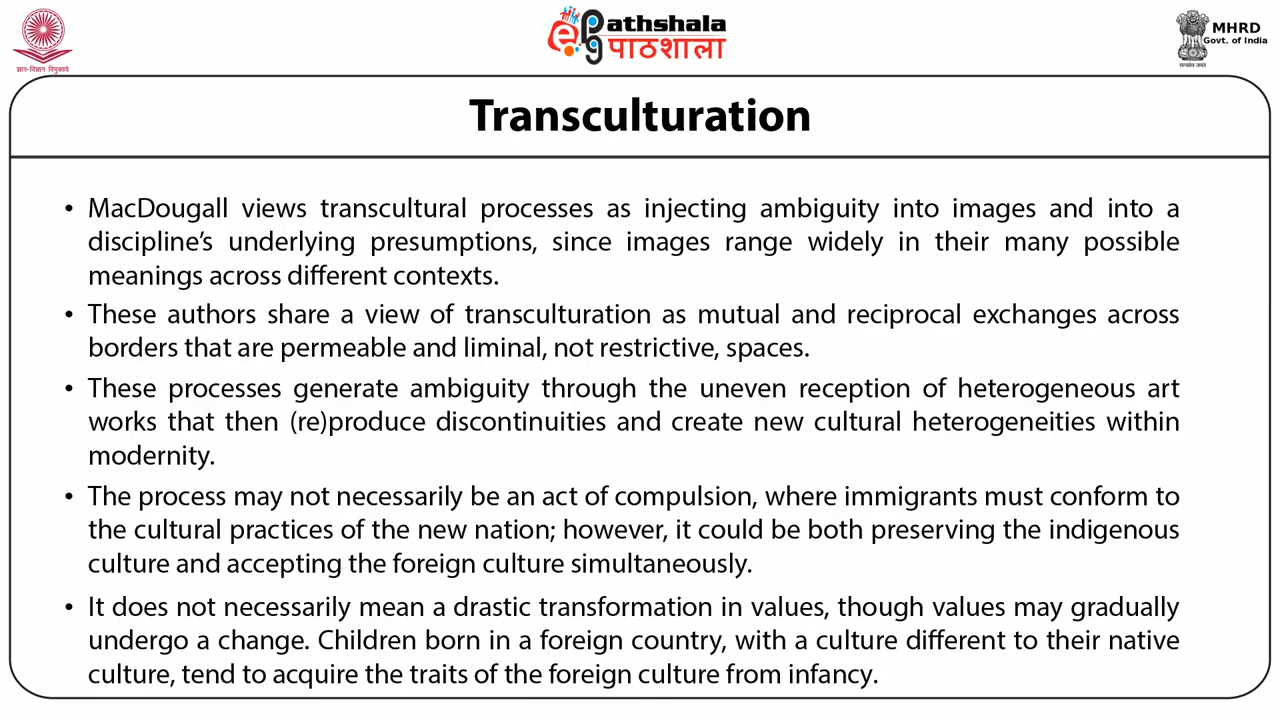 ज्ञान-विज्ञान विमुक्तये
epg Pathshala
पाठशाला
MHRD
Govt. of India
सत्यमेव जयते
Transculturation
• MacDougall views transcultural processes as injecting ambiguity into images and into a
discipline’s underlying presumptions, since images range widely in their many possible
meanings across different contexts.
• These authors share a view of transculturation as mutual and reciprocal exchanges across
borders that are permeable and liminal, not restrictive, spaces.
• These processes generate ambiguity through the uneven reception of heterogeneous art
works that then (re)produce discontinuities and create new cultural heterogeneities within
modernity.
• The process may not necessarily be an act of compulsion, where immigrants must conform to
the cultural practices of the new nation; however, it could be both preserving the indigenous
culture and accepting the foreign culture simultaneously.
• It does not necessarily mean a drastic transformation in values, though values may gradually
undergo a change. Children born in a foreign country, with a culture different to their native
culture, tend to acquire the traits of the foreign culture from infancy.